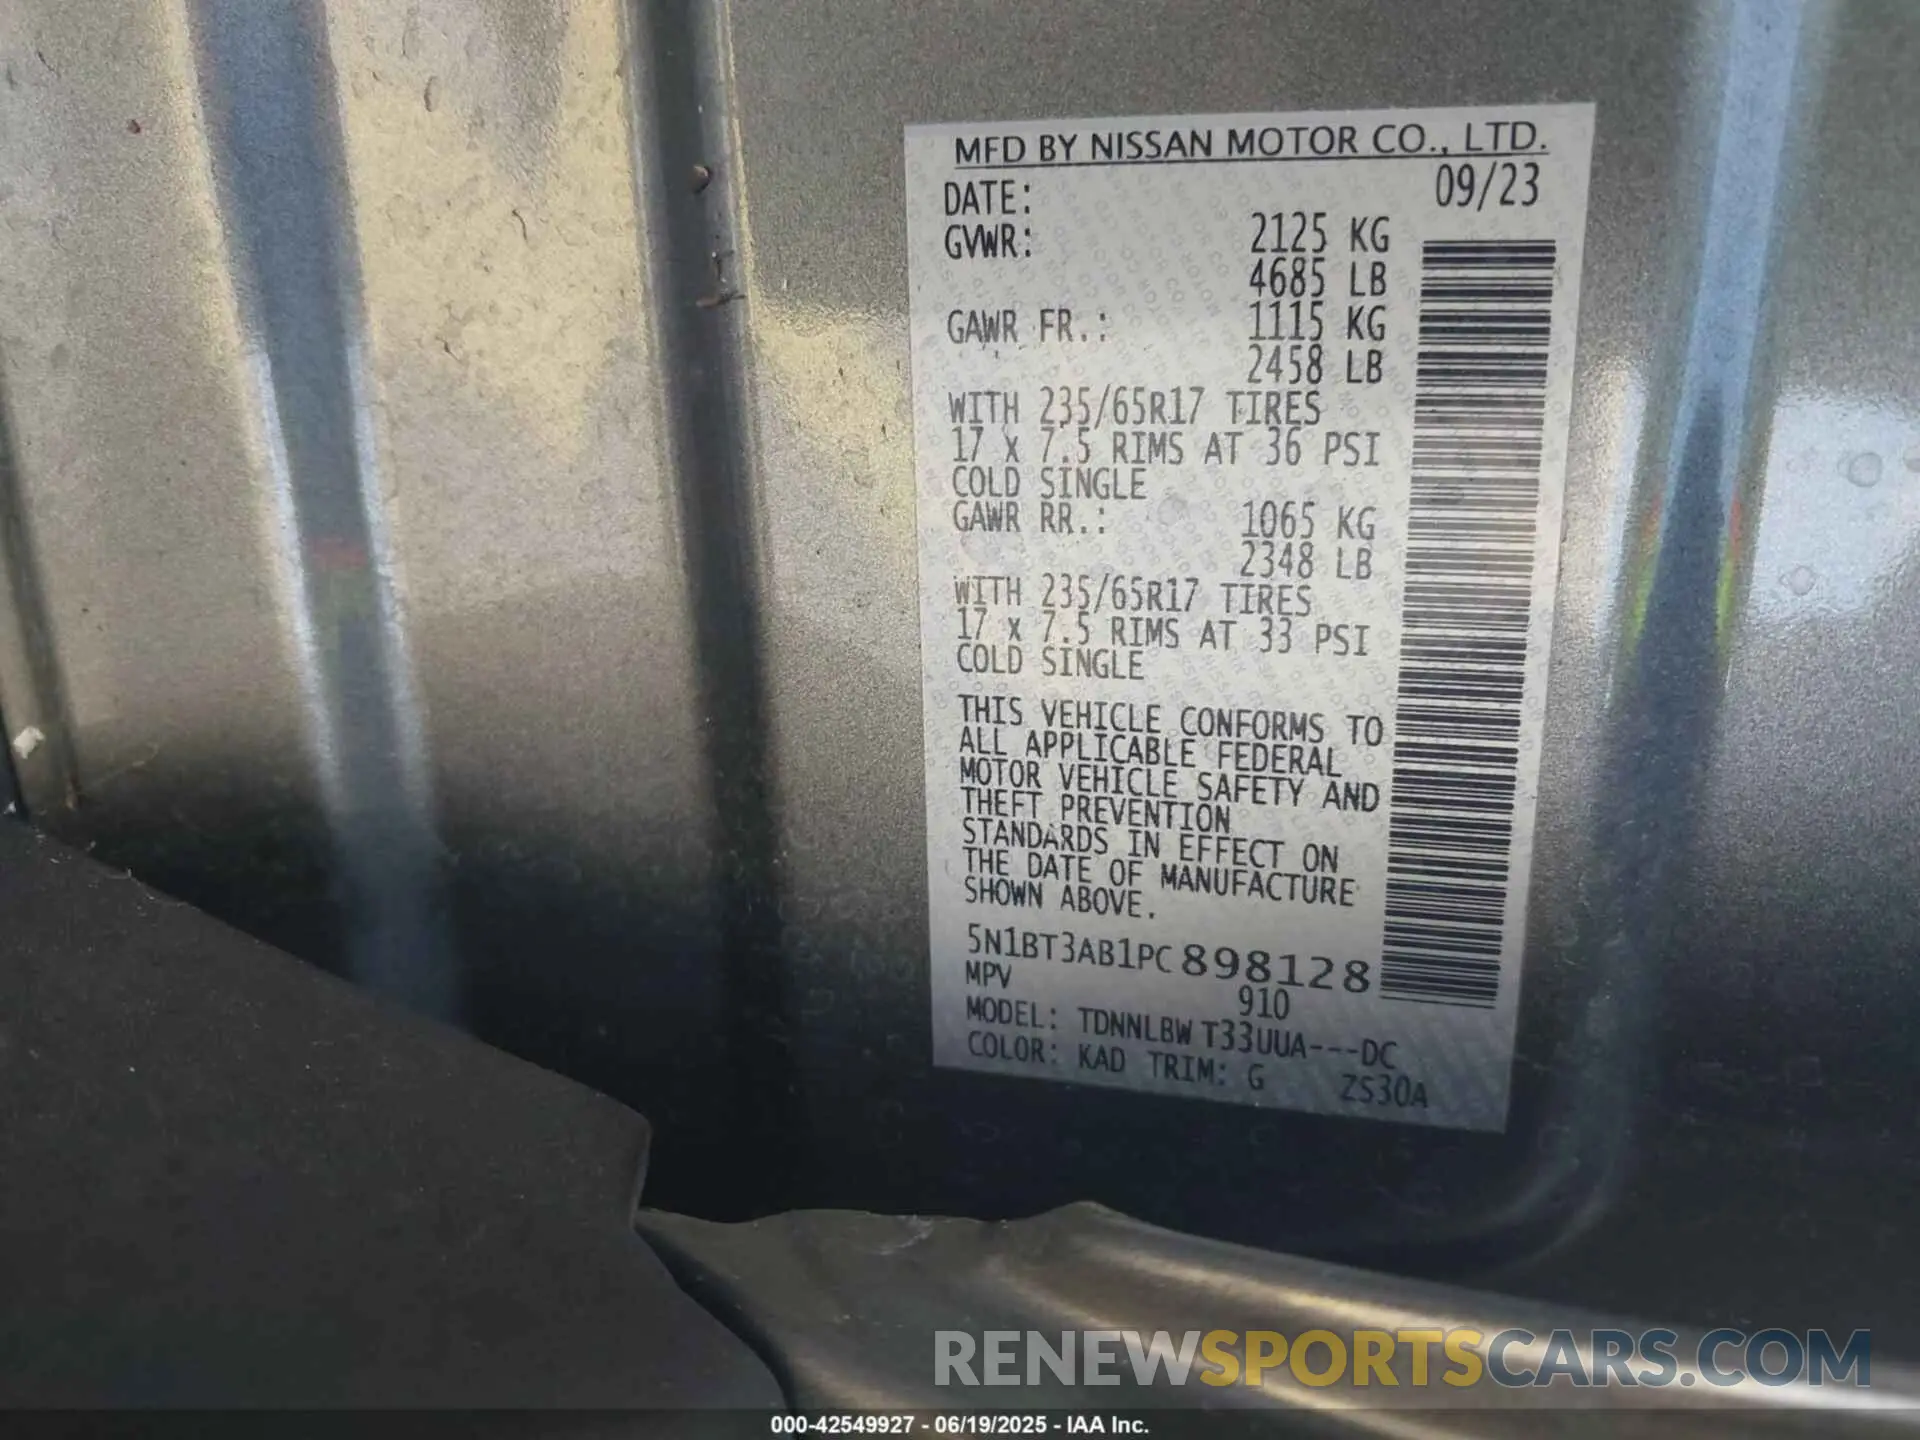 MFD BY NISSAN MOTOR CO., LTD.
DATE: 09/23
GVWR: 2125 KG
4685 LB
GAWR FR.: 1115 KG
2458 LB
WITH 235/65R17 TIRES
17 X 7.5 RIMS AT 36 PSI
COLD SINGLE
GAWR RR.: 1065 KG
2348 LB
WITH 235/65R17 TIRES
17 X 7.5 RIMS AT 33 PSI
COLD SINGLE
THIS VEHICLE CONFORMS TO
ALL APPLICABLE FEDERAL
MOTOR VEHICLE SAFETY AND
THEFT PREVENTION
STANDARDS IN EFFECT ON
THE DATE OF MANUFACTURE
SHOWN ABOVE.
5N1BT3AB1PC898128
MPV 910
MODEL: TDNNLBW T33UUA---DC
COLOR: KAD TRIM: G ZS30A
RENEWSPORTSCARS.COM
000-42549927 - 06/19/2025 - IAA Inc.